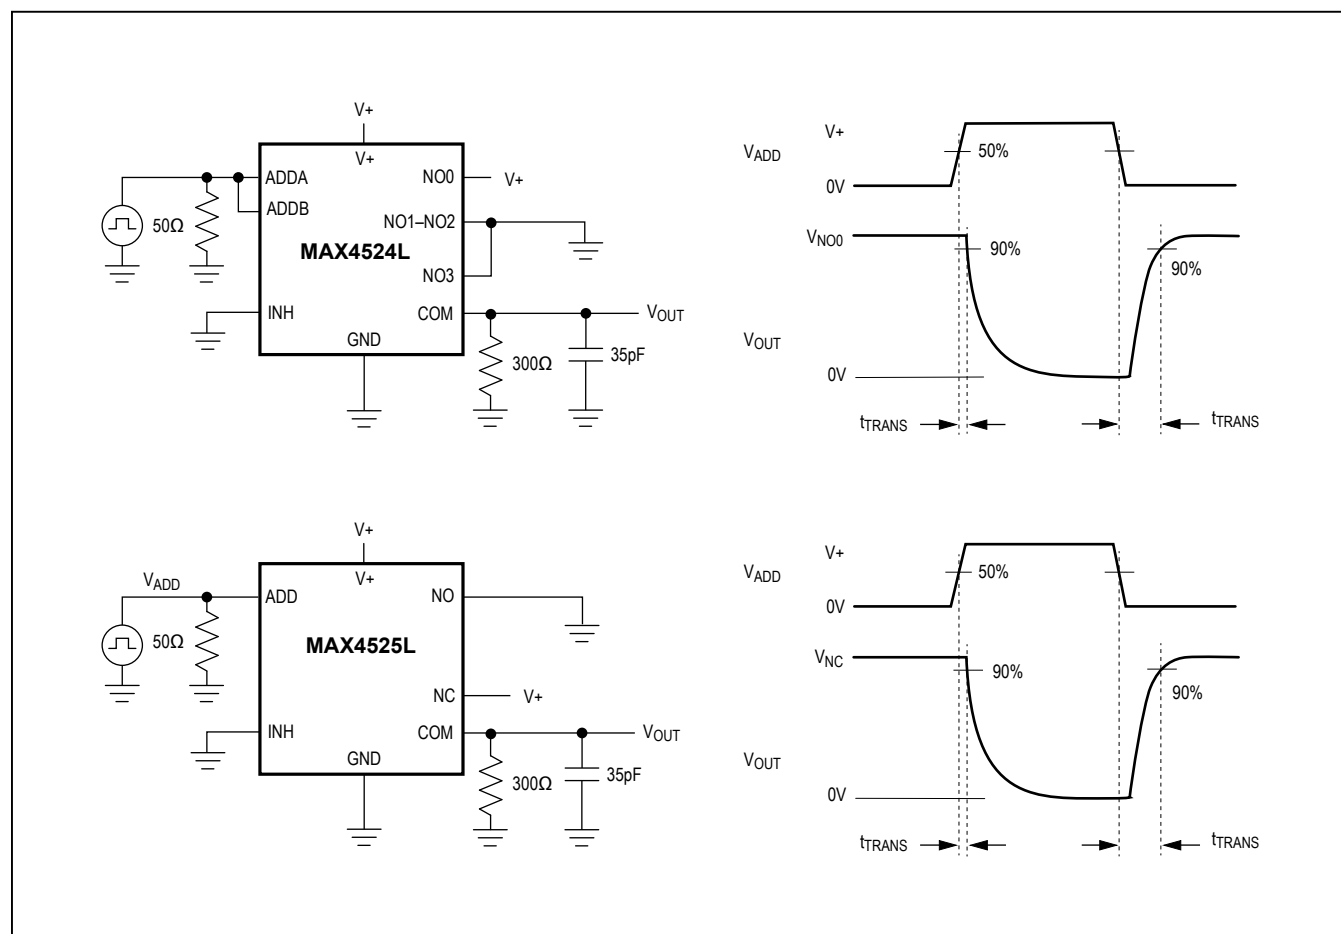 V+
V+
ADDA
ADDB
50Ω
MAX4524L
NO0
V+
NO1–NO2
NO3
INH
COM
GND
VOUT
300Ω
35pF
VADD
V+
50%
0V
VNO0
90%
90%
VOUT
0V
tTRANS
tTRANS
V+
V+
VADD
ADD
50Ω
MAX4525L
NO
NC
V+
INH
COM
GND
VOUT
300Ω
35pF
VADD
V+
50%
0V
VNC
90%
90%
VOUT
0V
tTRANS
tTRANS